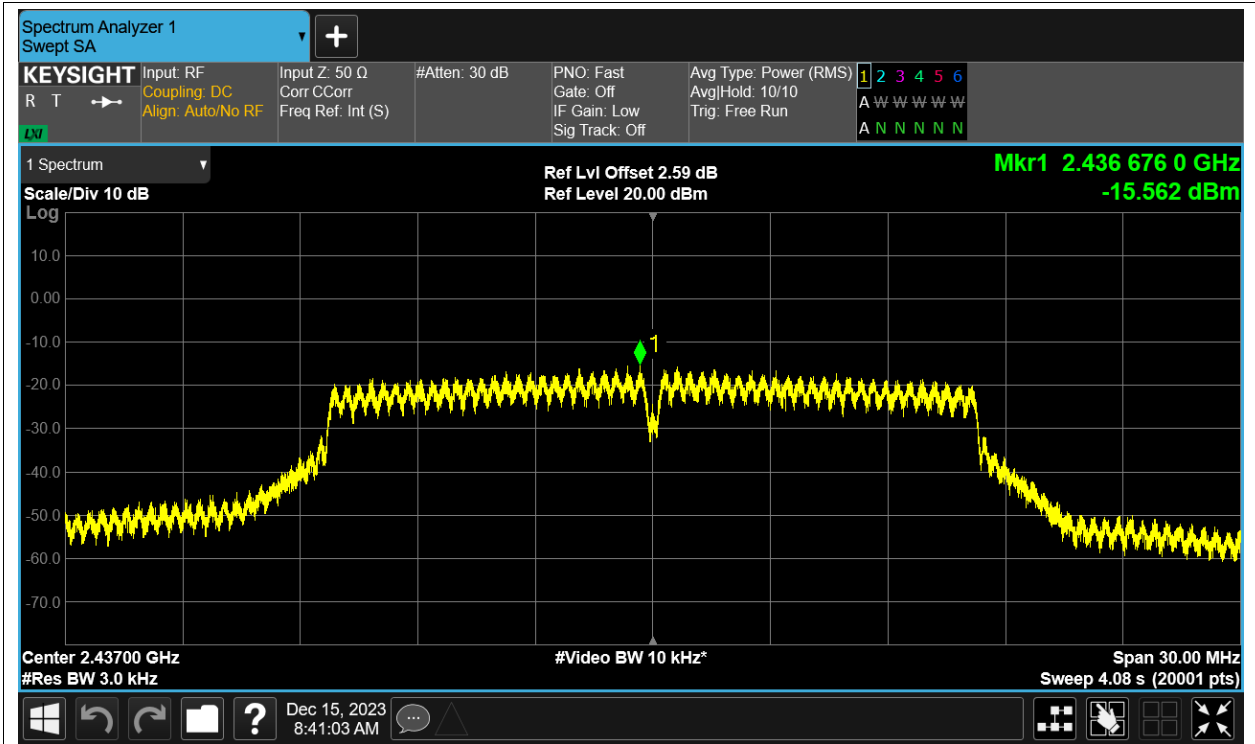 Spectrum Analyzer 1
Swept SA
KEYSIGHT
R T
LXI
Input: RF
Coupling: DC
Align: Auto/No RF
Input Z: 50 Ω
Corr CCorr
Freq Ref: Int (S)
#Atten: 30 dB
PNO: Fast
Gate: Off
IF Gain: Low
Sig Track: Off
Avg Type: Power (RMS)
Avg|Hold: 10/10
Trig: Free Run
1 2 3 4 5 6
A W W W W W
A N N N N N
1 Spectrum
Scale/Div 10 dB
Log
Ref Lvl Offset 2.59 dB
Ref Level 20.00 dBm
Mkr1 2.436 676 0 GHz
-15.562 dBm
10.0
0.00
-10.0
-20.0
-30.0
-40.0
-50.0
-60.0
-70.0
1
Center 2.43700 GHz
#Res BW 3.0 kHz
#Video BW 10 kHz*
Span 30.00 MHz
Sweep 4.08 s (20001 pts)
?
Dec 15, 2023
8:41:03 AM